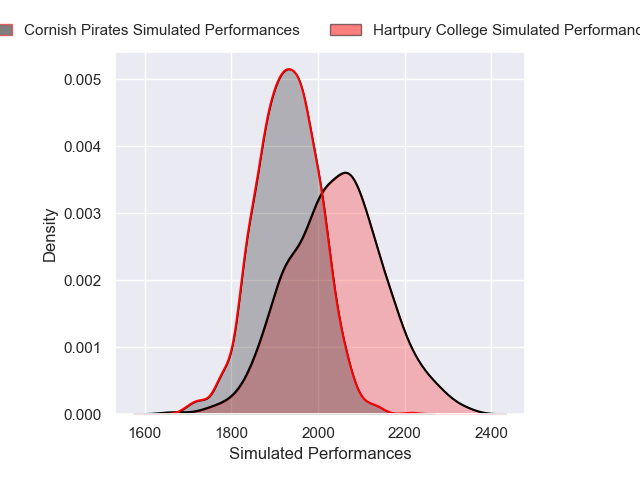 Cornish Pirates Simulated Performances
Hartpury College Simulated
0.005
0.004
0.003
0.002
0.001
0.000
Density
1600 1800 2000 2200 2400
Simulated Performances